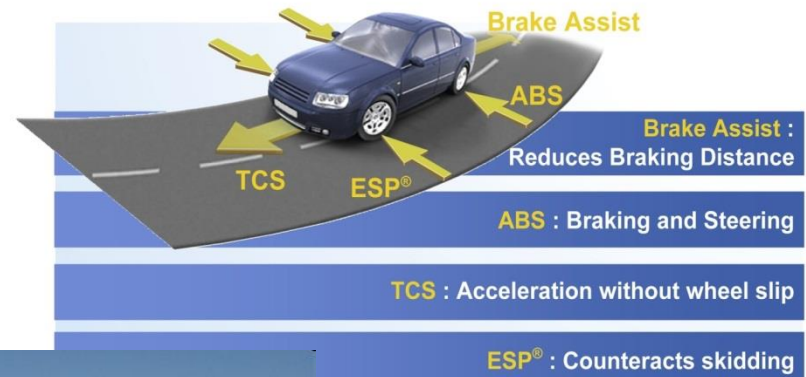 Brake Assist
ABS
TCS
ESP®
Brake Assist :
Reduces Braking Distance
ABS : Braking and Steering
TCS : Acceleration without wheel slip
ESP® : Counteracts skidding